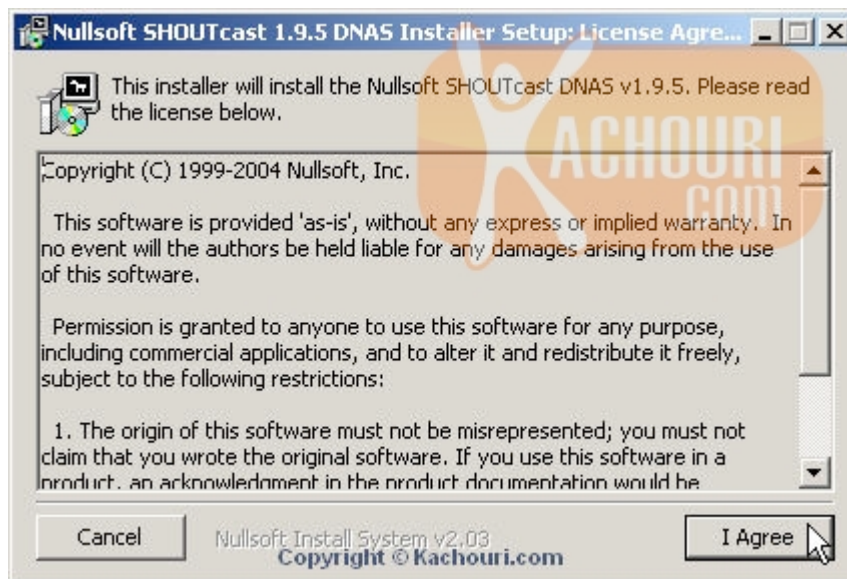 Nullsoft SHOUTcast 1.9.5 DNAS Installer Setup: License Agre...
This installer will install the Nullsoft SHOUTcast DNAS v1.9.5. Please read
the license below.
KACHOURI
.com
Copyright (C) 1999-2004 Nullsoft, Inc.
This software is provided 'as-is', without any express or implied warranty. In
no event will the authors be held liable for any damages arising from the use
of this software.
Permission is granted to anyone to use this software for any purpose,
including commercial applications, and to alter it and redistribute it freely,
subject to the following restrictions:
1. The origin of this software must not be misrepresented; you must not
claim that you wrote the original software. If you use this software in a
product, an acknowledgment in the product documentation would be
Cancel
Nullsoft Install System v2.03
I Agree
Copyright © Kachouri.com